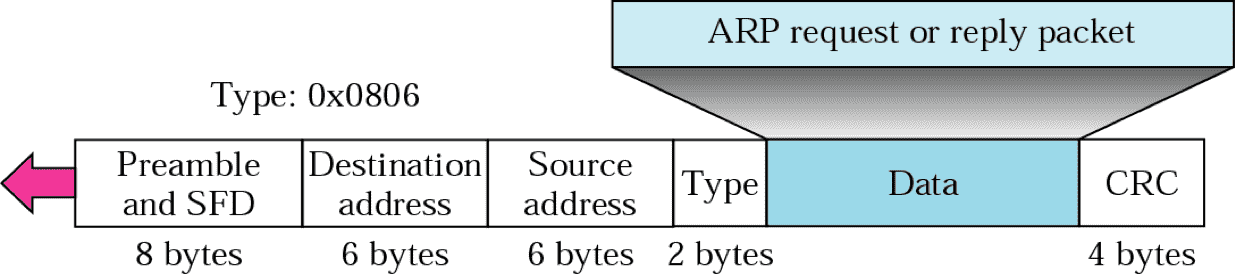 ARP request or reply packet
Type: 0x0806
Preamble
and SFD
Destination
address
Source
address
Type
Data
CRC
8 bytes
6 bytes
6 bytes
2 bytes
4 bytes